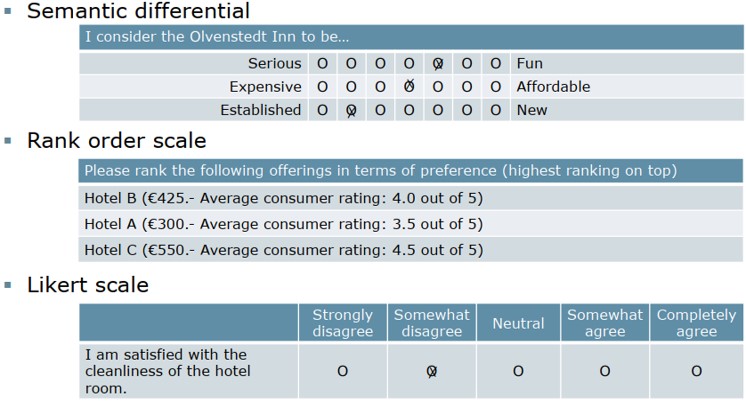 ▪ Semantic differential
I consider the Olvenstedt Inn to be...
Serious O O O O O O O Fun
Expensive O O O O O O O Affordable
Established O O O O O O O New
▪ Rank order scale
Please rank the following offerings in terms of preference (highest ranking on top)
Hotel B (€425.- Average consumer rating: 4.0 out of 5)
Hotel A (€300.- Average consumer rating: 3.5 out of 5)
Hotel C (€550.- Average consumer rating: 4.5 out of 5)
▪ Likert scale
Strongly disagree Somewhat disagree Neutral Somewhat agree Completely agree
I am satisfied with the
cleanliness of the hotel
room.
O O O O O